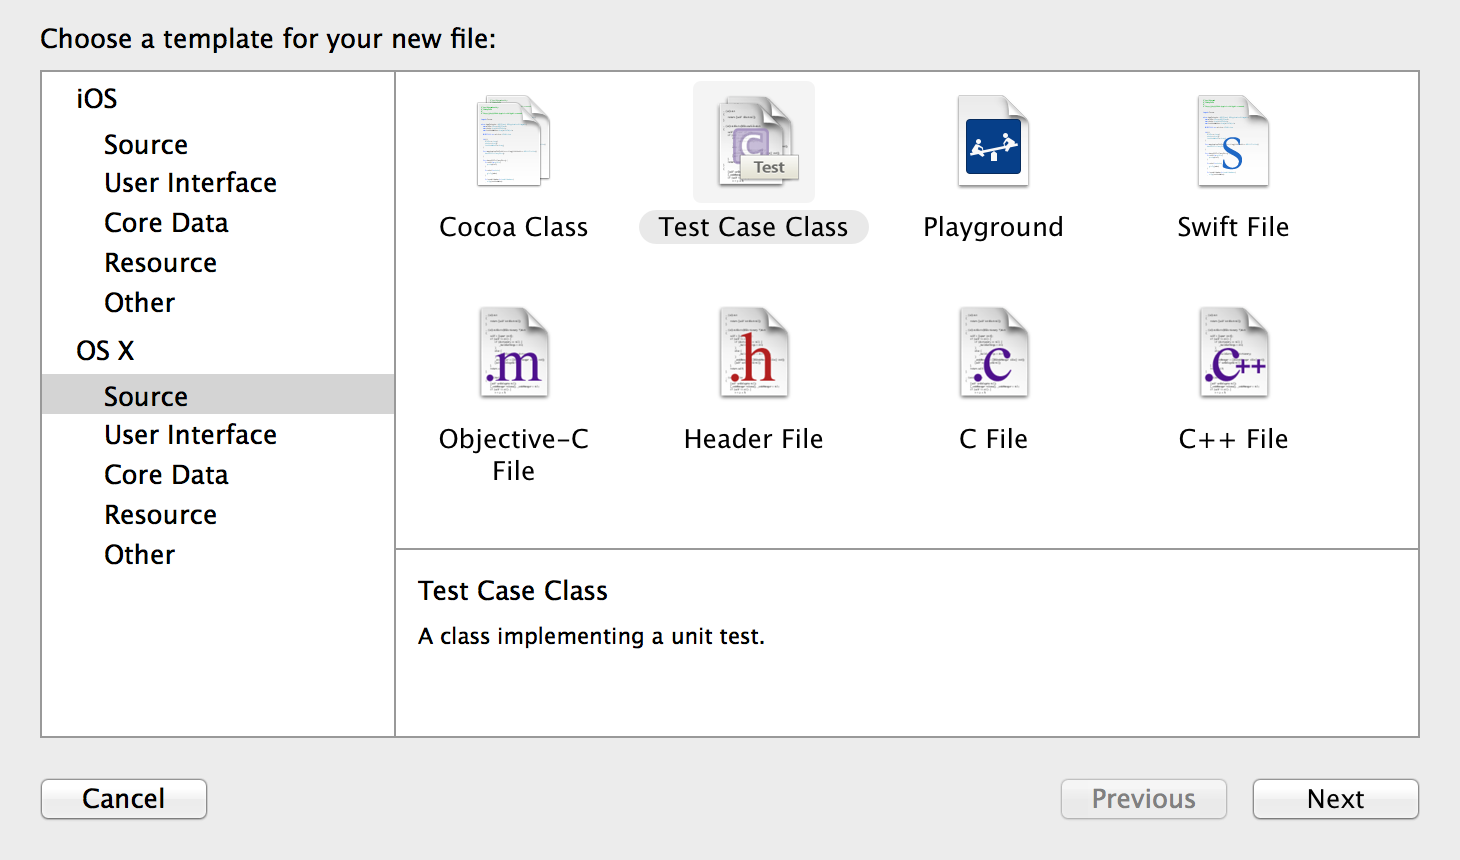 Choose a template for your new file:
iOS
Source
User Interface
Core Data
Resource
Other
OS X
Source
User Interface
Core Data
Resource
Other
Cocoa Class
C
Test
Test Case Class
Playground
S
Swift File
.m
Objective-C
File
.h
Header File
.c
C File
.c++
C++ File
Test Case Class
A class implementing a unit test.
Cancel
Previous
Next